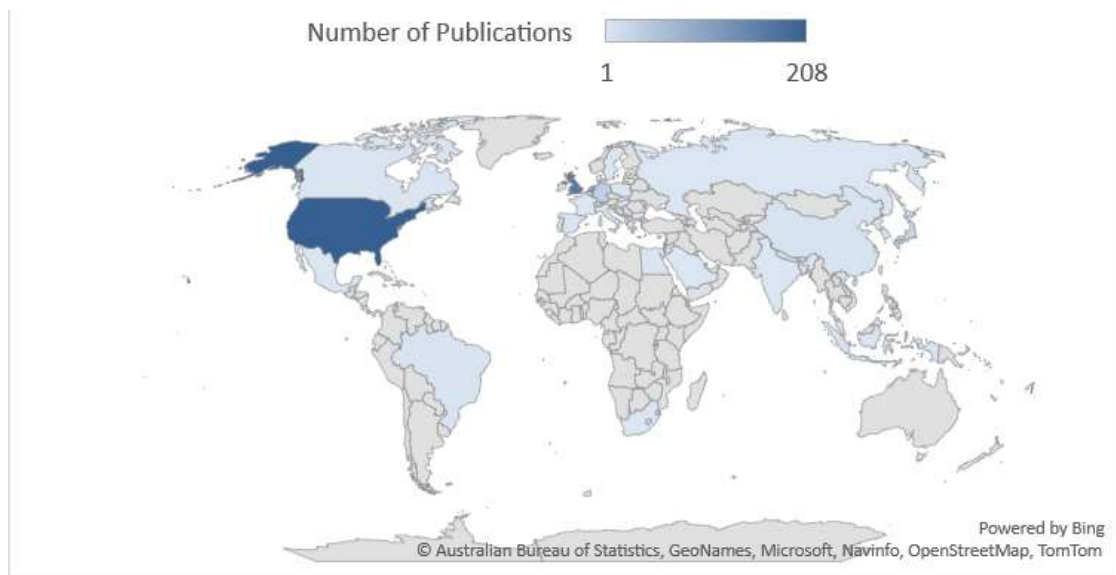 Number of Publications
1 208
Powered by Bing
© Australian Bureau of Statistics, GeoNames, Microsoft, Navinfo, OpenStreetMap, TomTom